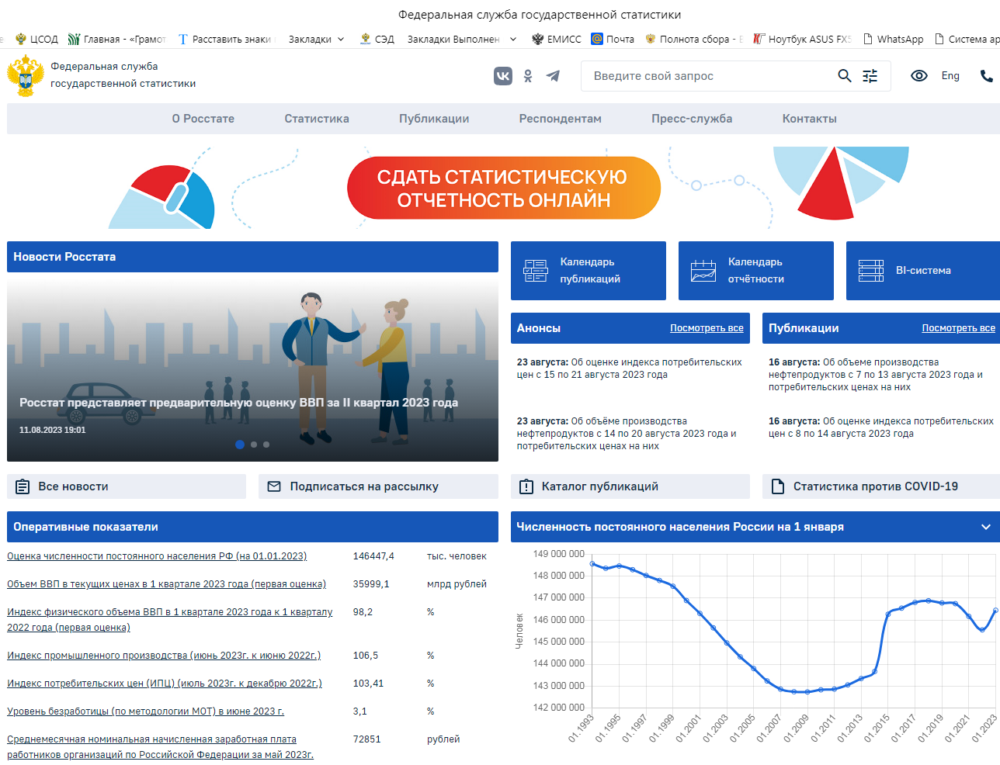 Федеральная служба государственной статистики
ЦСОД
Главная - «Грамот
Расставить знаки
Закладки
СЭД
Закладки Выполнен
ЕМИСС
Почта
Полнота сбора -
Ноутбук ASUS FX5
WhatsApp
Система ар
Федеральная служба
государственной статистики
Введите свой запрос
Eng
О Росстате
Статистика
Публикации
Респондентам
Пресс-служба
Контакты
СДАТЬ СТАТИСТИЧЕСКУЮ
ОТЧЕТНОСТЬ ОНЛАЙН
Новости Росстата
Росстат представляет предварительную оценку ВВП за II квартал 2023 года
11.08.2023 19:01
Календарь
публикаций
Календарь
отчётности
BI-система
Анонсы
Посмотреть все
23 августа: Об оценке индекса потребительских
цен с 15 по 21 августа 2023 года
23 августа: Об объёме производства
нефтепродуктов с 14 по 20 августа 2023 года и
потребительских ценах на них
Публикации
Посмотреть все
16 августа: Об объеме производства
нефтепродуктов с 7 по 13 августа 2023 года и
потребительских ценах на них
16 августа: Об оценке индекса потребительских
цен с 8 по 14 августа 2023 года
Все новости
Подписаться на рассылку
Каталог публикаций
Статистика против COVID-19
Оперативные показатели
Оценка численности постоянного населения РФ (на 01.01.2023) 146447,4 тыс. человек
Объем ВВП в текущих ценах в 1 квартале 2023 года (первая оценка) 35999,1 млрд рублей
Индекс физического объема ВВП в 1 квартале 2023 года к 1 кварталу 98,2 %
2022 года (первая оценка)
Индекс промышленного производства (июнь 2023г. к июню 2022г.) 106,5 %
Индекс потребительских цен (ИПЦ) (июль 2023г. к декабрю 2022г.) 103,41 %
Уровень безработицы (по методологии МОТ) в июне 2023 г. 3,1 %
Среднемесячная номинальная начисленная заработная плата 72851 рублей
работников организаций по Российской Федерации за май 2023г.
Численность постоянного населения России на 1 января
149 000 000
148 000 000
147 000 000
146 000 000
145 000 000
144 000 000
143 000 000
142 000 000
Человек
01.1993
01.1995
01.1997
01.1999
01.2001
01.2003
01.2005
01.2007
01.2009
01.2011
01.2013
01.2015
01.2017
01.2019
01.2021
01.2023